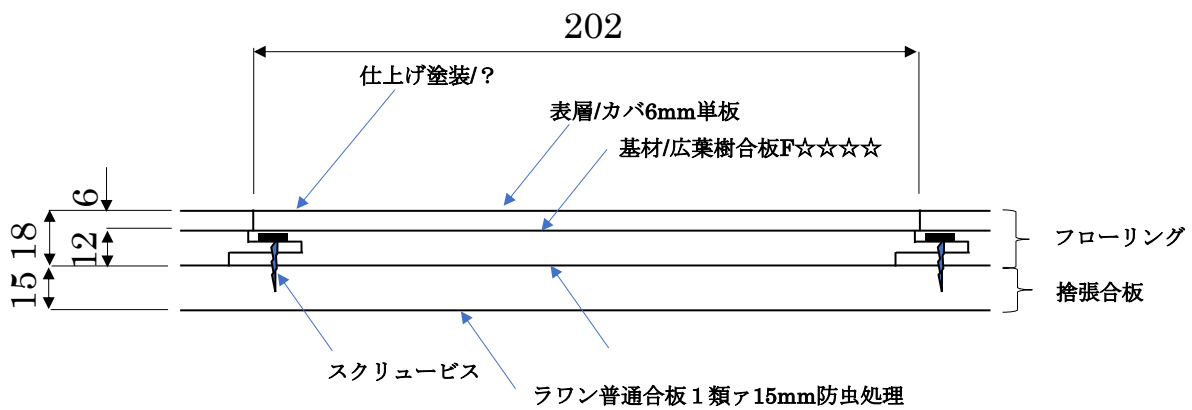 202
仕上げ塗装/？
表層/カバ6mm単板
基材/広葉樹合板F☆☆☆☆
6
18
12
15
フローリング
捨張合板
スクリュービス
ラワン普通合板１類ァ15mm防虫処理